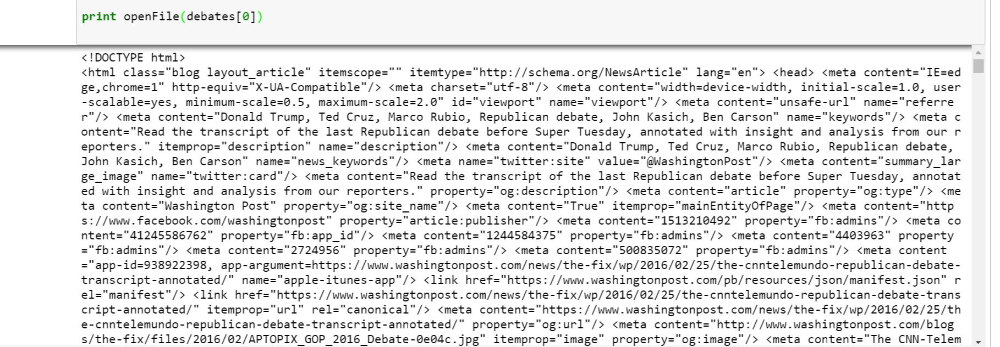 print openFile(debates[0])
<!DOCTYPE html>
<html class="blog layout_article" itemscope="" itemtype="http://schema.org/NewsArticle" lang="en"> <head> <meta content="IE=ed
ge,chrome=1" http-equiv="X-UA-Compatible"/> <meta charset="utf-8"/> <meta content="width=device-width, initial-scale=1.0, user
-scalable=yes, minimum-scale=0.5, maximum-scale=2.0" id="viewport" name="viewport"/> <meta content="unsafe-url" name="referre
r"/> <meta content="Donald Trump, Ted Cruz, Marco Rubio, Republican debate, John Kasich, Ben Carson" name="keywords"/> <meta c
ontent="Read the transcript of the last Republican debate before Super Tuesday, annotated with insight and analysis from our r
eporters." itemprop="description" name="description"/> <meta content="Donald Trump, Ted Cruz, Marco Rubio, Republican debate,
John Kasich, Ben Carson" name="news_keywords"/> <meta name="twitter:site" value="@WashingtonPost"/> <meta content="summary_lar
ge_image" name="twitter:card"/> <meta content="Read the transcript of the last Republican debate before Super Tuesday, annotat
ed with insight and analysis from our reporters." property="og:description"/> <meta content="article" property="og:type"/> <me
ta content="Washington Post" property="og:site_name"/> <meta content="True" itemprop="mainEntityOfPage"/> <meta content="http
s://www.facebook.com/washingtonpost" property="article:publisher"/> <meta content="1513210492" property="fb:admins"/> <meta co
ntent="41245586762" property="fb:app_id"/> <meta content="1244584375" property="fb:admins"/> <meta content="4403963" property
="fb:admins"/> <meta content="2724956" property="fb:admins"/> <meta content="500835072" property="fb:admins"/> <meta content
="app-id=938922398, app-argument=https://www.washingtonpost.com/news/the-fix/wp/2016/02/25/the-cnntelemundo-republican-debate-
transcript-annotated/" name="apple-itunes-app"/> <link href="https://www.washingtonpost.com/pb/resources/json/manifest.json" r
el="manifest"/> <link href="https://www.washingtonpost.com/news/the-fix/wp/2016/02/25/the-cnntelemundo-republican-debate-trans
cript-annotated/" itemprop="url" rel="canonical"/> <meta content="https://www.washingtonpost.com/news/the-fix/wp/2016/02/25/th
e-cnntelemundo-republican-debate-transcript-annotated/" property="og:url"/> <meta content="http://www.washingtonpost.com/blog
s/the-fix/files/2016/02/APTOPIX_GOP_2016_Debate-0e04c.jpg" itemprop="image" property="og:image"/> <meta content="The CNN-Telem